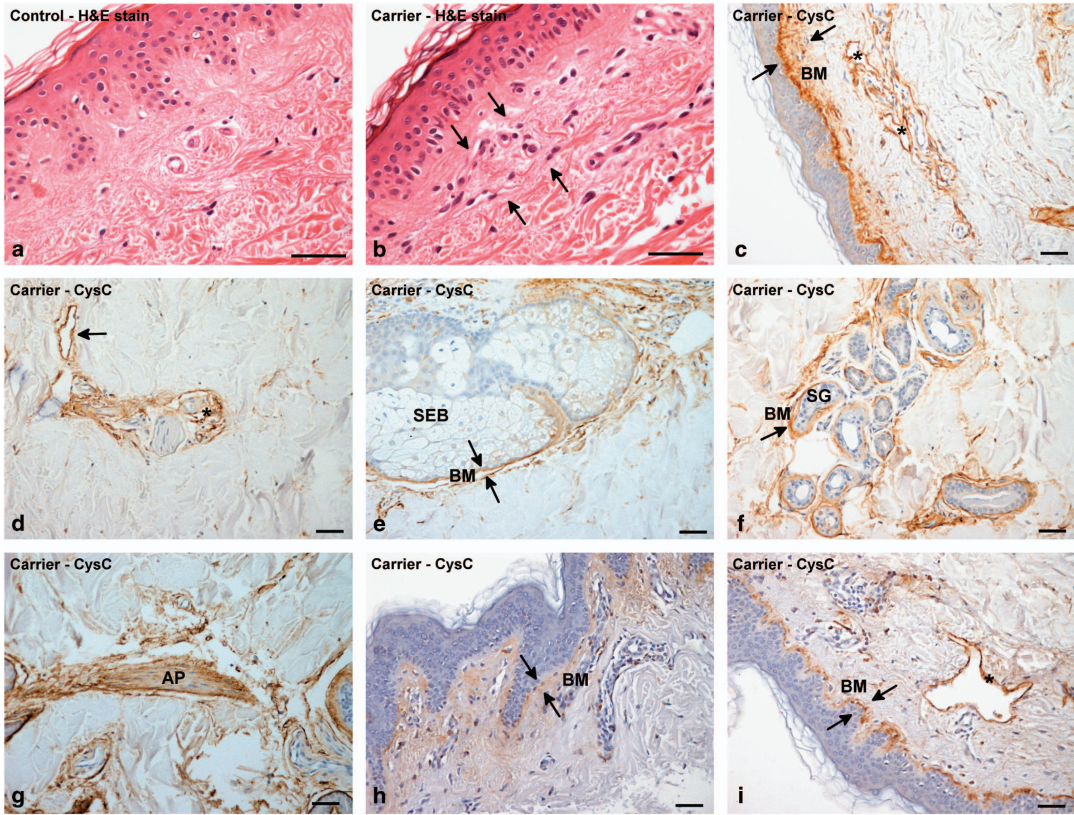 Control - H&E stain
a
Carrier - H&E stain
b
Carrier - CysC
BM
*
*
c
Carrier - CysC
*
d
Carrier - CysC
SEB
BM
e
Carrier - CysC
SG
BM
f
Carrier - CysC
AP
g
Carrier - CysC
BM
h
Carrier - CysC
*
BM
i